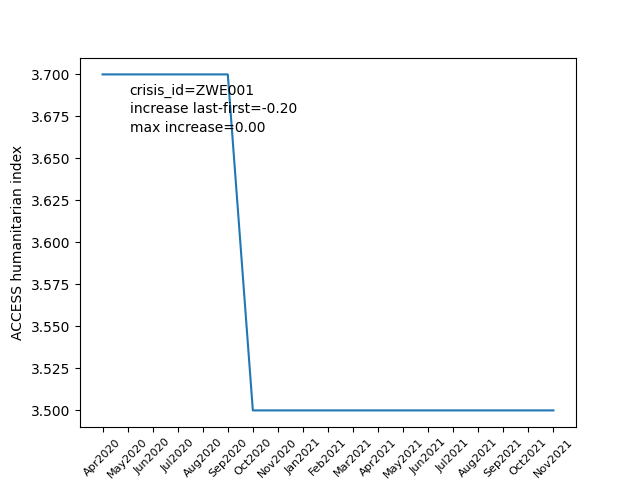 3.700
3.675
3.650
3.625
3.600
3.575
3.550
3.525
3.500
ACCESS humanitarian index
crisis_id=ZWE001
increase last-first=-0.20
max increase=0.00
Apr2020
May2020
Jun2020
Jul2020
Aug2020
Sep2020
Oct2020
Nov2020
Jan2021
Feb2021
Mar2021
Apr2021
May2021
Jun2021
Jul2021
Aug2021
Sep2021
Oct2021
Nov2021